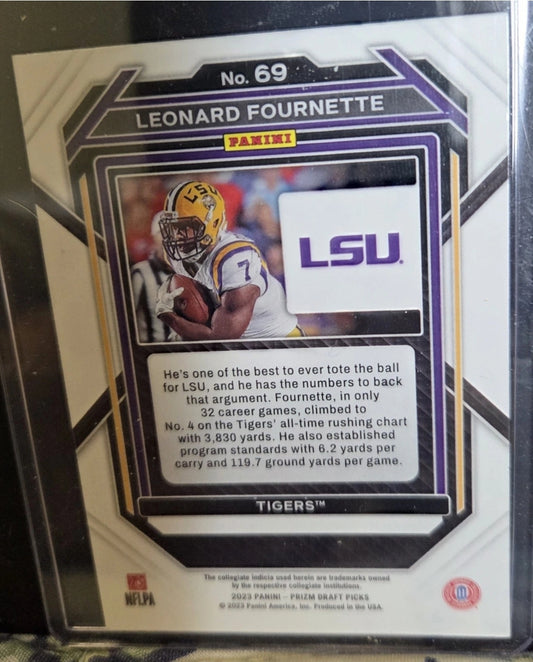 No. 69
LEONARD FOURNETTE
PANINI
LSU
7
LSU.
He's one of the best to ever tote the ball
for LSU, and he has the numbers to back
that argument. Fournette, in only
32 career games, climbed to
No. 4 on the Tigers' all-time rushing chart
with 3,830 yards. He also established
program standards with 6.2 yards per
carry and 119.7 ground yards per game.
TIGERS™
The collegiate indicia used herein are trademarks owned
by the respective collegiate institutions.
2023 PANINI – PRIZM DRAFT PICKS
© 2023 Panini America, Inc. Produced in the USA.
NFLPA